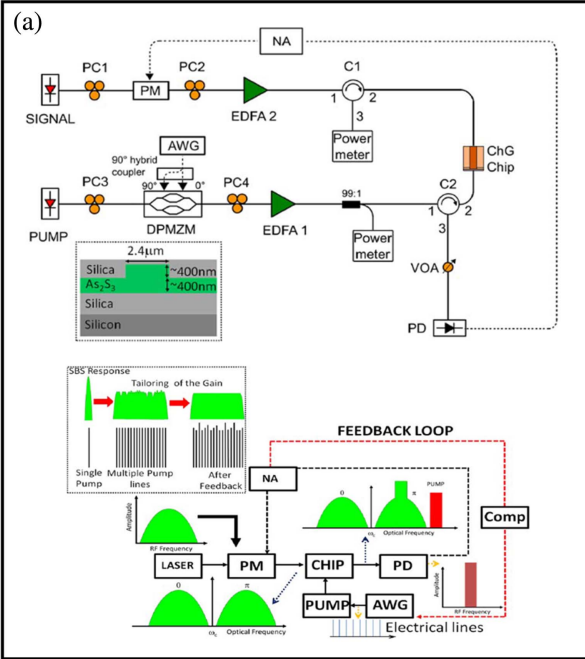 (a)
NA
PC1
PC2
C1
PM
1
2
3
SIGNAL
EDFA 2
Power
meter
AWG
90° hybrid
coupler
ChG
Chip
PC3
90°
0°
PC4
99:1
C2
1
2
3
PUMP
DPMZM
EDFA 1
Power
meter
2.4μm
VOA
Silica
~400nm
As2S3
~400nm
Silica
PD
Silicon
SBS Response
Tailoring of the Gain
FEEDBACK LOOP
Single
Pump
Multiple Pump
lines
After
Feedback
NA
PUMP
0
π
Amplitude
RF Frequency
Optical Frequency
Comp
LASER
PM
CHIP
PD
0
π
Amplitude
RF Frequency
PUMP
AWG
Optical Frequency
Electrical lines